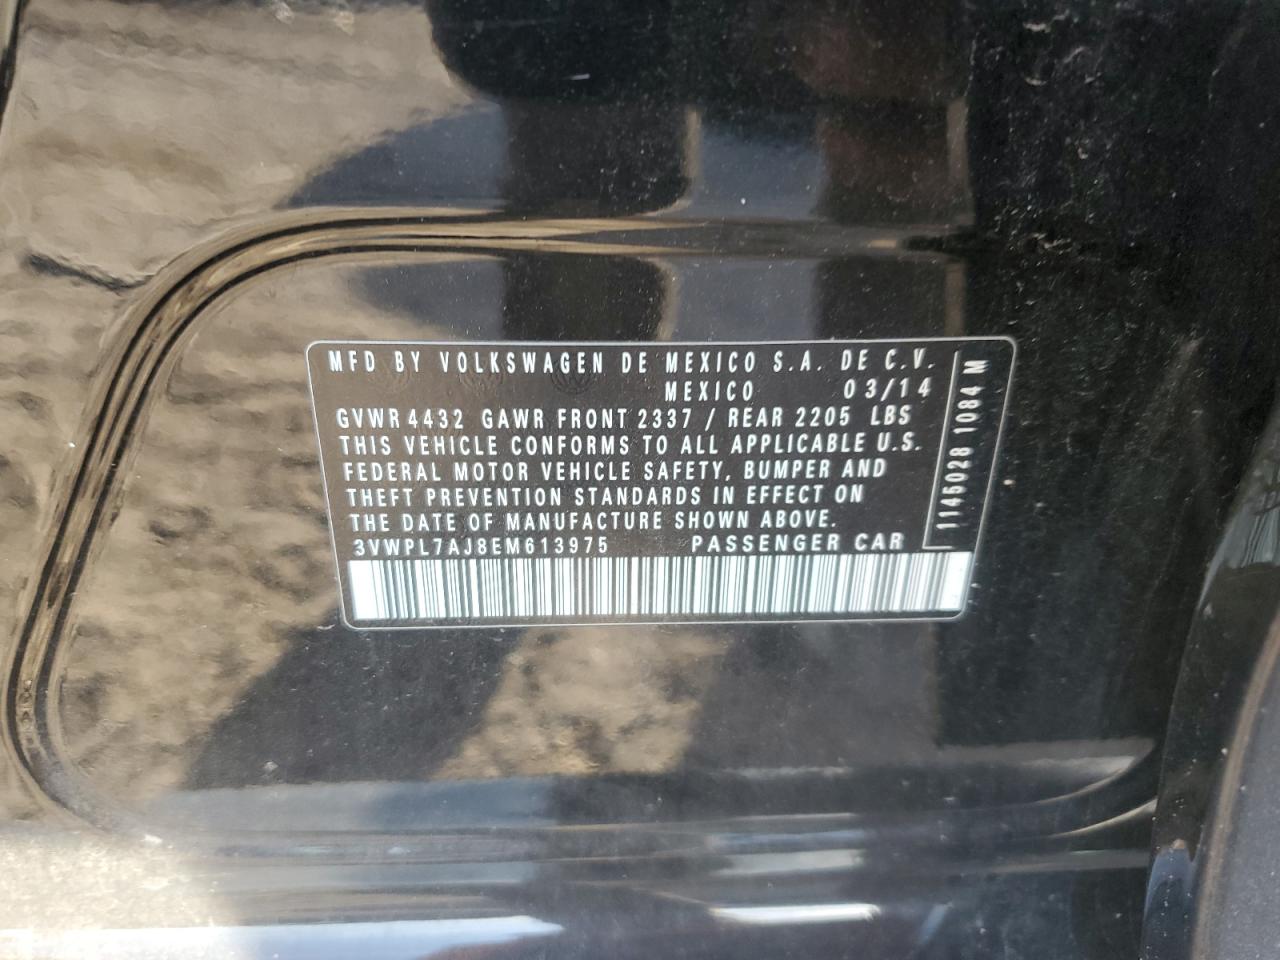 MFD BY VOLKSWAGEN DE MEXICO S.A. DE C.V.
MEXICO 03/14
GVWR 4432 GAWR FRONT 2337 / REAR 2205 LBS
THIS VEHICLE CONFORMS TO ALL APPLICABLE U.S.
FEDERAL MOTOR VEHICLE SAFETY, BUMPER AND
THEFT PREVENTION STANDARDS IN EFFECT ON
THE DATE OF MANUFACTURE SHOWN ABOVE.
3VWPL7AJ8EM613975 PASSENGER CAR
1145028 1084 M